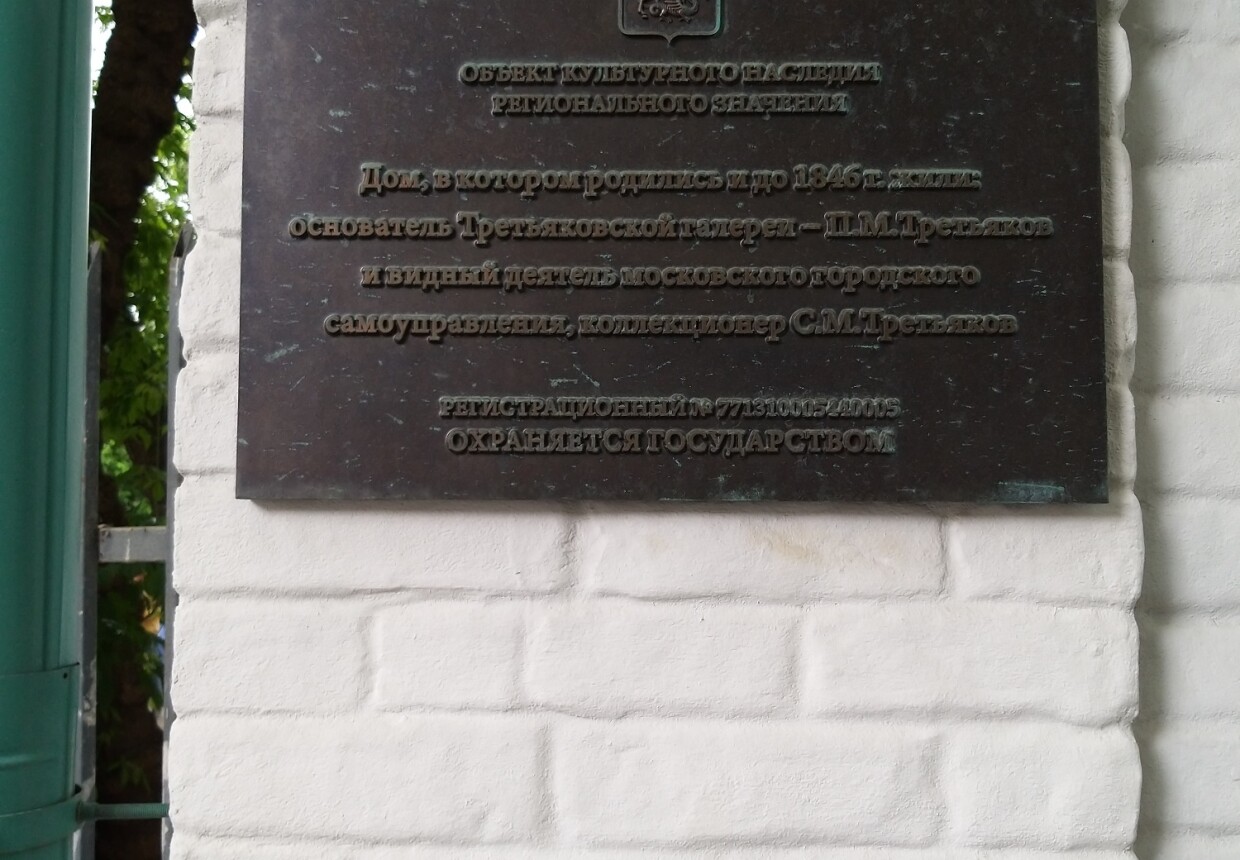 ОБЪЕКТ КУЛЬТУРНОГО НАСЛЕДИЯ
РЕГИОНАЛЬНОГО ЗНАЧЕНИЯ
Дом, в котором родились и до 1846 г. жили:
основатель Третьяковской галереи – П.М.Третьяков
и видный деятель московского городского
самоуправления, коллекционер С.М.Третьяков
РЕГИСТРАЦИОННЫЙ № 771310005440005
ОХРАНЯЕТСЯ ГОСУДАРСТВОМ